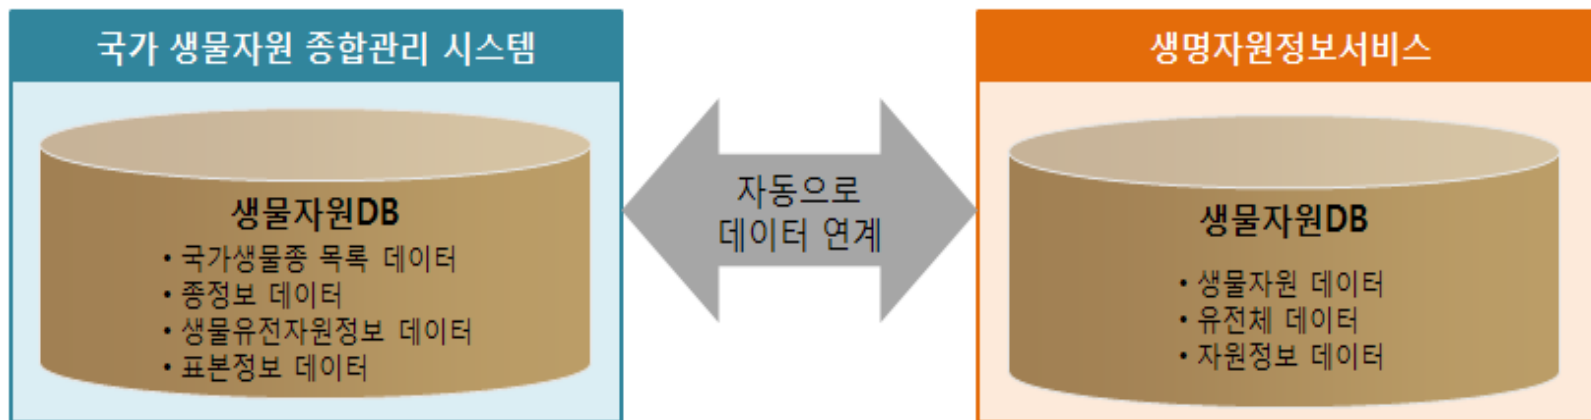 국가 생물자원 종합관리 시스템
생물자원DB
• 국가생물종 목록 데이터
• 종정보 데이터
• 생물유전자원정보 데이터
• 표본정보 데이터
자동으로
데이터 연계
생명자원정보서비스
생물자원DB
• 생물자원 데이터
• 유전체 데이터
• 자원정보 데이터